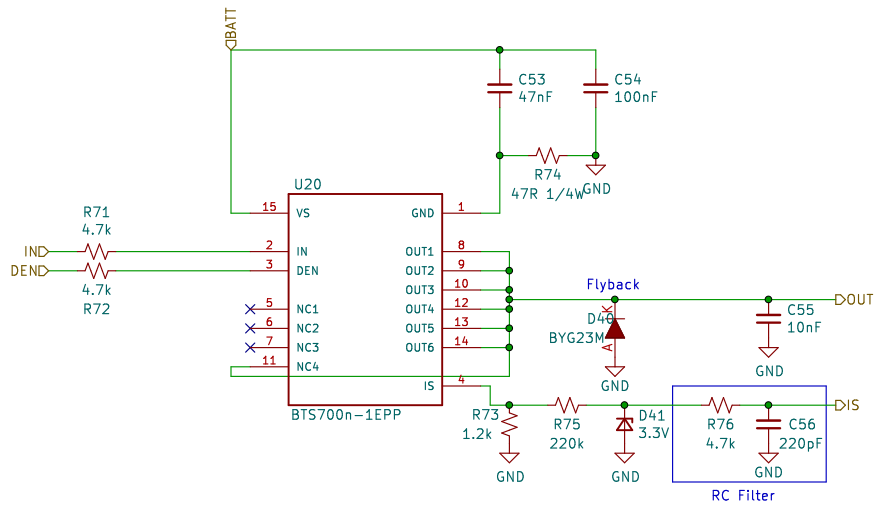 BATT
C53
47nF
C54
100nF
R74
47R 1/4W
GND
U20
15
VS
GND
1
R71
4.7k
IN
2
IN
OUT1
8
DEN
3
DEN
OUT2
9
4.7k
R72
OUT3
10
5
NC1
OUT4
12
6
NC2
OUT5
13
7
NC3
OUT6
14
11
NC4
IS
4
BTS700n-1EPP
Flyback
D40
BYG23M
K
A
GND
OUT
C55
10nF
GND
R73
1.2k
GND
R75
220k
D41
3.3V
GND
R76
4.7k
C56
220pF
GND
IS
RC Filter